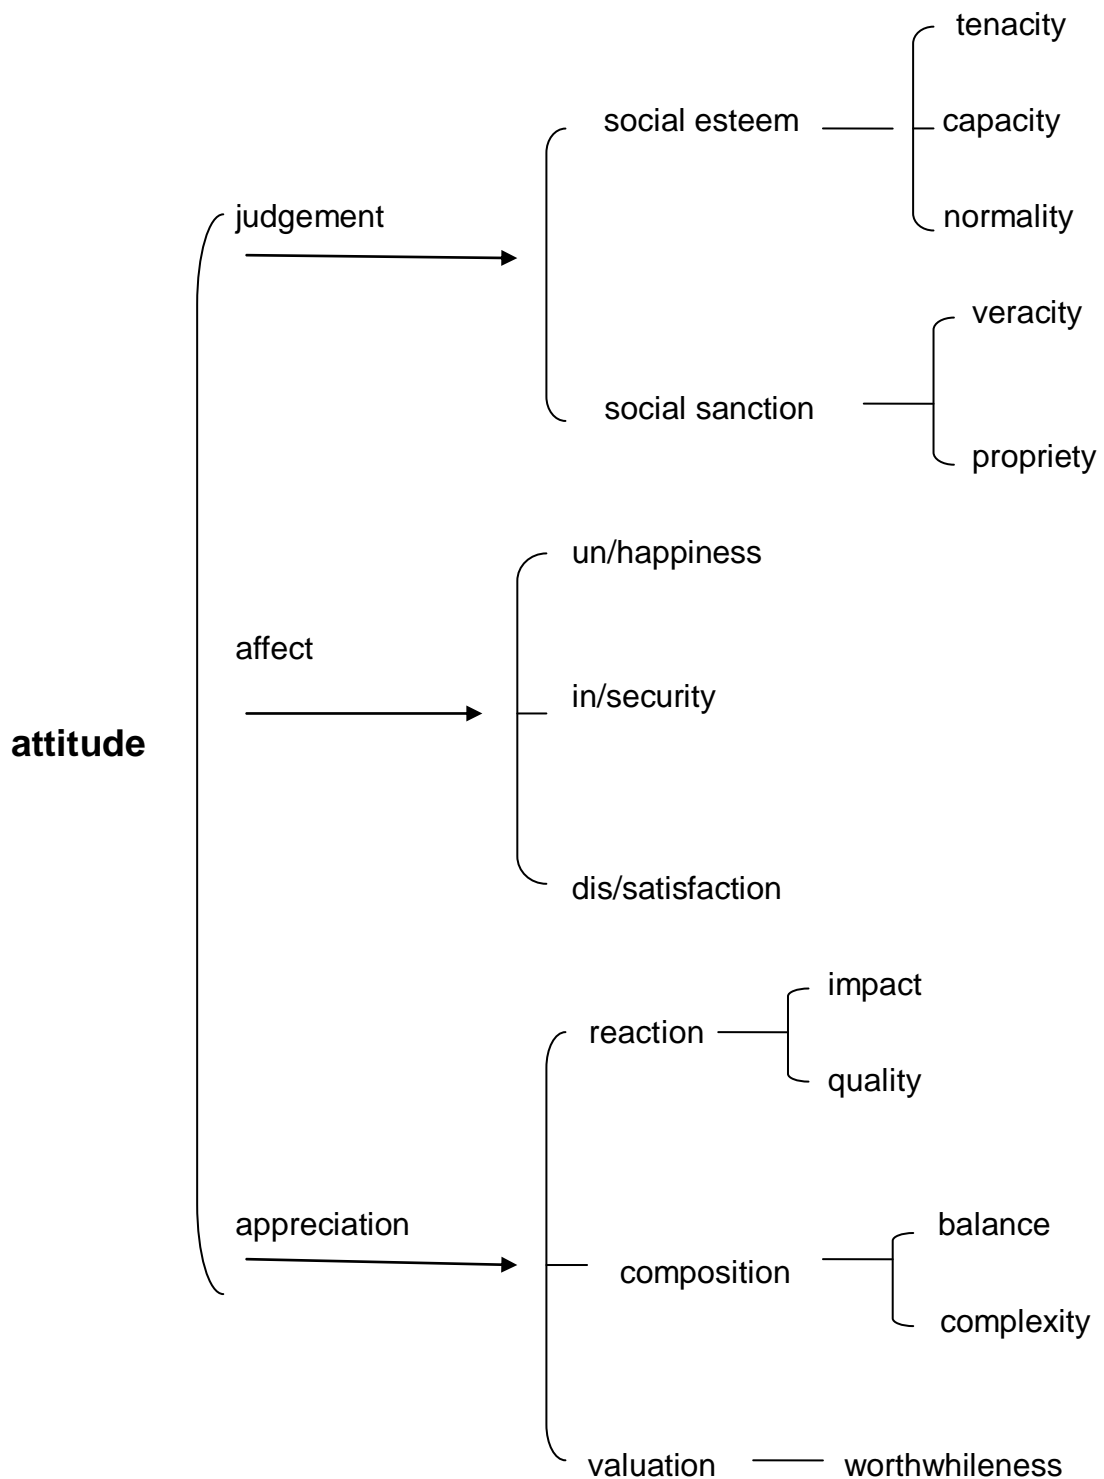 tenacity
social esteem
capacity
judgement
normality
veracity
social sanction
propriety
un/happiness
affect
in/security
attitude
dis/satisfaction
impact
reaction
quality
appreciation
balance
composition
complexity
valuation
worthwhileness